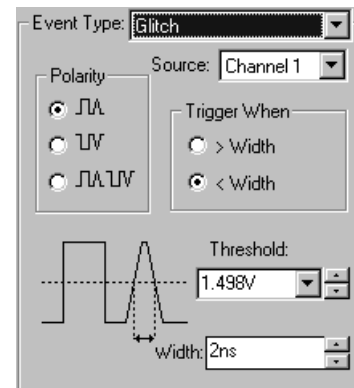 Event Type: Glitch
Source: Channel 1
Polarity
Trigger When
> Width
< Width
Threshold:
1.498V
Width: 2ns